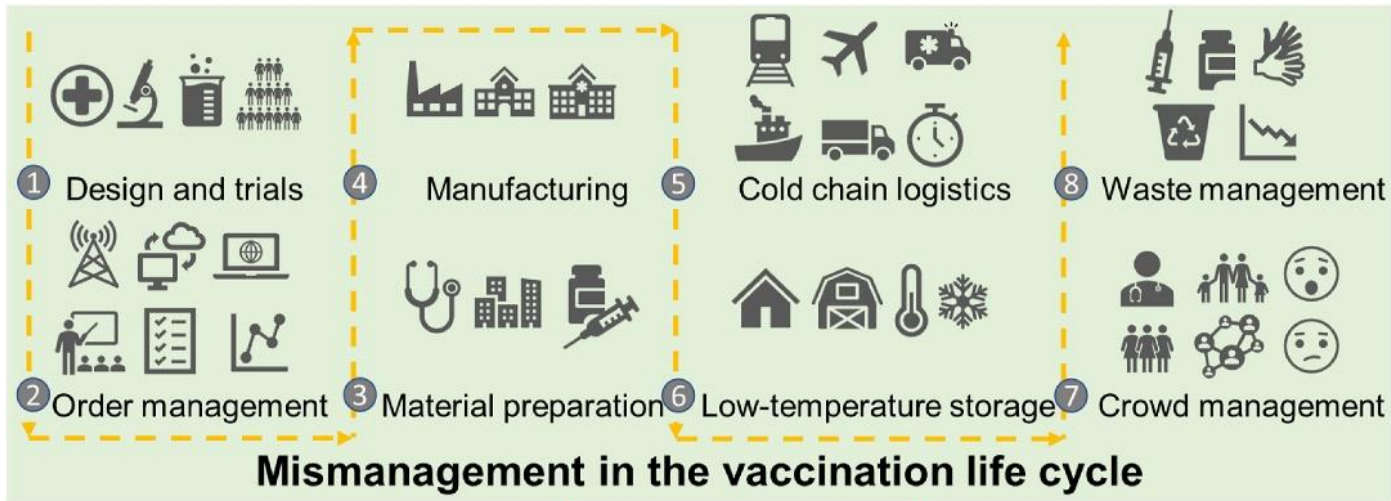 1 Design and trials
2 Order management
3 Material preparation
4 Manufacturing
5 Cold chain logistics
6 Low-temperature storage
7 Crowd management
8 Waste management
Mismanagement in the vaccination life cycle